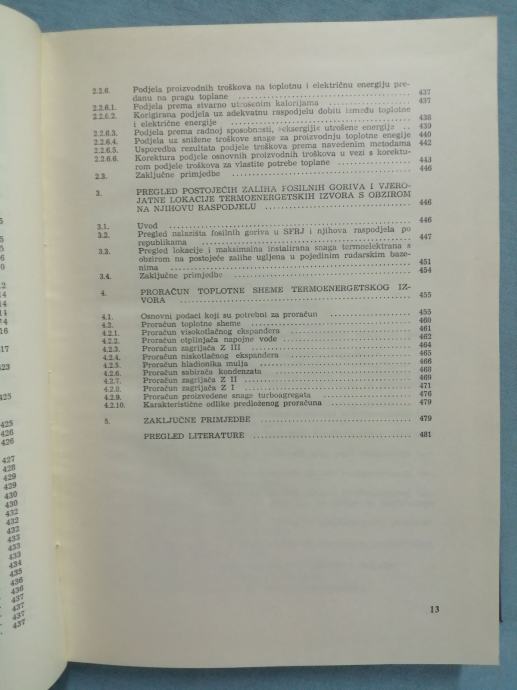 2.2.6. Podjela proizvodnih troškova na toplotnu i električnu energiju predanu na pragu toplane 437
2.2.6.1. Podjela prema stvarno utrošenim kalorijama 437
2.2.6.2. Korigirana podjela uz adekvatnu raspodjelu dobiti između toplotne i električne energije 438
2.2.6.3. Podjela prema radnoj sposobnosti, eksergije utrošene energije 439
2.2.6.4. Podjela uz snižene troškove snage za proizvodnju toplotne enegije 440
2.2.6.5. Usporedba rezultata podjele troškova prema navedenim metodama 442
2.2.6.6. Korektura podjele osnovnih proizvodnih troškova u vezi s korekturom podjele troškova za vlastite potrebe toplane 443
2.3. Zaključne primjedbe 446
3. PREGLED POSTOJEĆIH ZALIHA FOSILNIH GORIVA I VJEROJATNE LOKACIJE TERMOENERGETSKIH IZVORA S OBZIROM NA NJIHOVU RASPODJELU 446
3.1. Uvod 446
3.2. Pregled nalazišta fosilnih goriva u SFRJ i njihova raspodjela po republikama 447
3.3. Pregled lokacije i maksimalna instalirana snaga termoelektrana s obzirom na postojeće zalihe ugljena u pojedinim rudarskim bazenima 451
3.4. Zaključne primjedbe 454
4. PRORAČUN TOPLOTNE SHEME TERMOENERGETSKOG IZVORA 455
4.1. Osnovni podaci koji su potrebni za proračun 455
4.2. Proračun toplotne sheme 460
4.2.1. Proračun visokotlačnog ekspandera 461
4.2.2. Proračun otplinjača napojne vode 462
4.2.3. Proračun zagrijača Z III 464
4.2.4. Proračun niskotlačnog ekspandera 465
4.2.5. Proračun hladionika mulja 466
4.2.6. Proračun sabirača kondenzata 468
4.2.7. Proračun zagrijača Z II 469
4.2.8. Proračun zagrijača Z I 471
4.2.9. Proračun proizvedene snage turboagregata 476
4.2.10. Karakteristične odlike predloženog proračuna 479
5. ZAKLJUČNE PRIMJEDBE 479
PREGLED LITERATURE 481
13